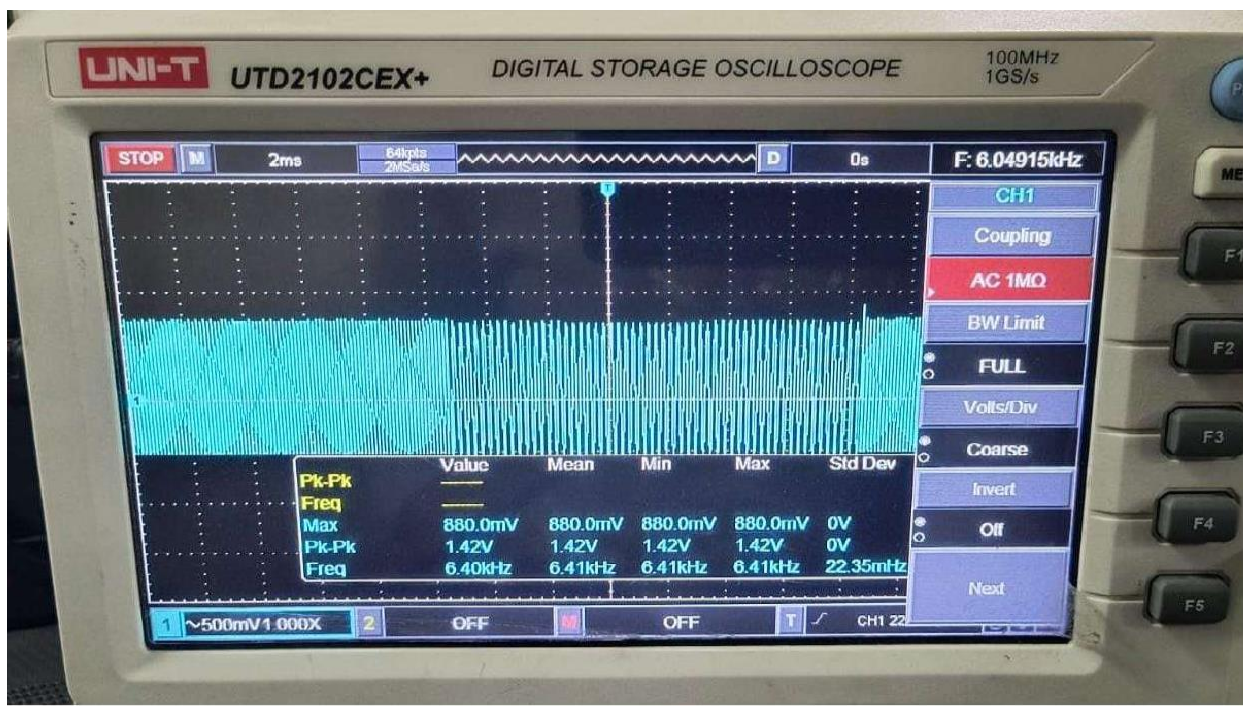 UNI-T UTD2102CEX+ DIGITAL STORAGE OSCILLOSCOPE 100MHz
1GS/s
STOP M 2ms 64kpts
2MSa/s
D 0s F: 6.04915kHz
T
CH1
Coupling
AC 1MΩ
BW Limit
FULL
Volts/Div
Coarse
Invert
Off
Next
1
Value Mean Min Max Std Dev
Pk-Pk
Freq
Max 880.0mV 880.0mV 880.0mV 880.0mV 0V
Pk-Pk 1.42V 1.42V 1.42V 1.42V 0V
Freq 6.40kHz 6.41kHz 6.41kHz 6.41kHz 22.35mHz
1 ~500mV 1.000X 2 OFF M OFF T CH1 22
ME
F1
F2
F3
F4
F5